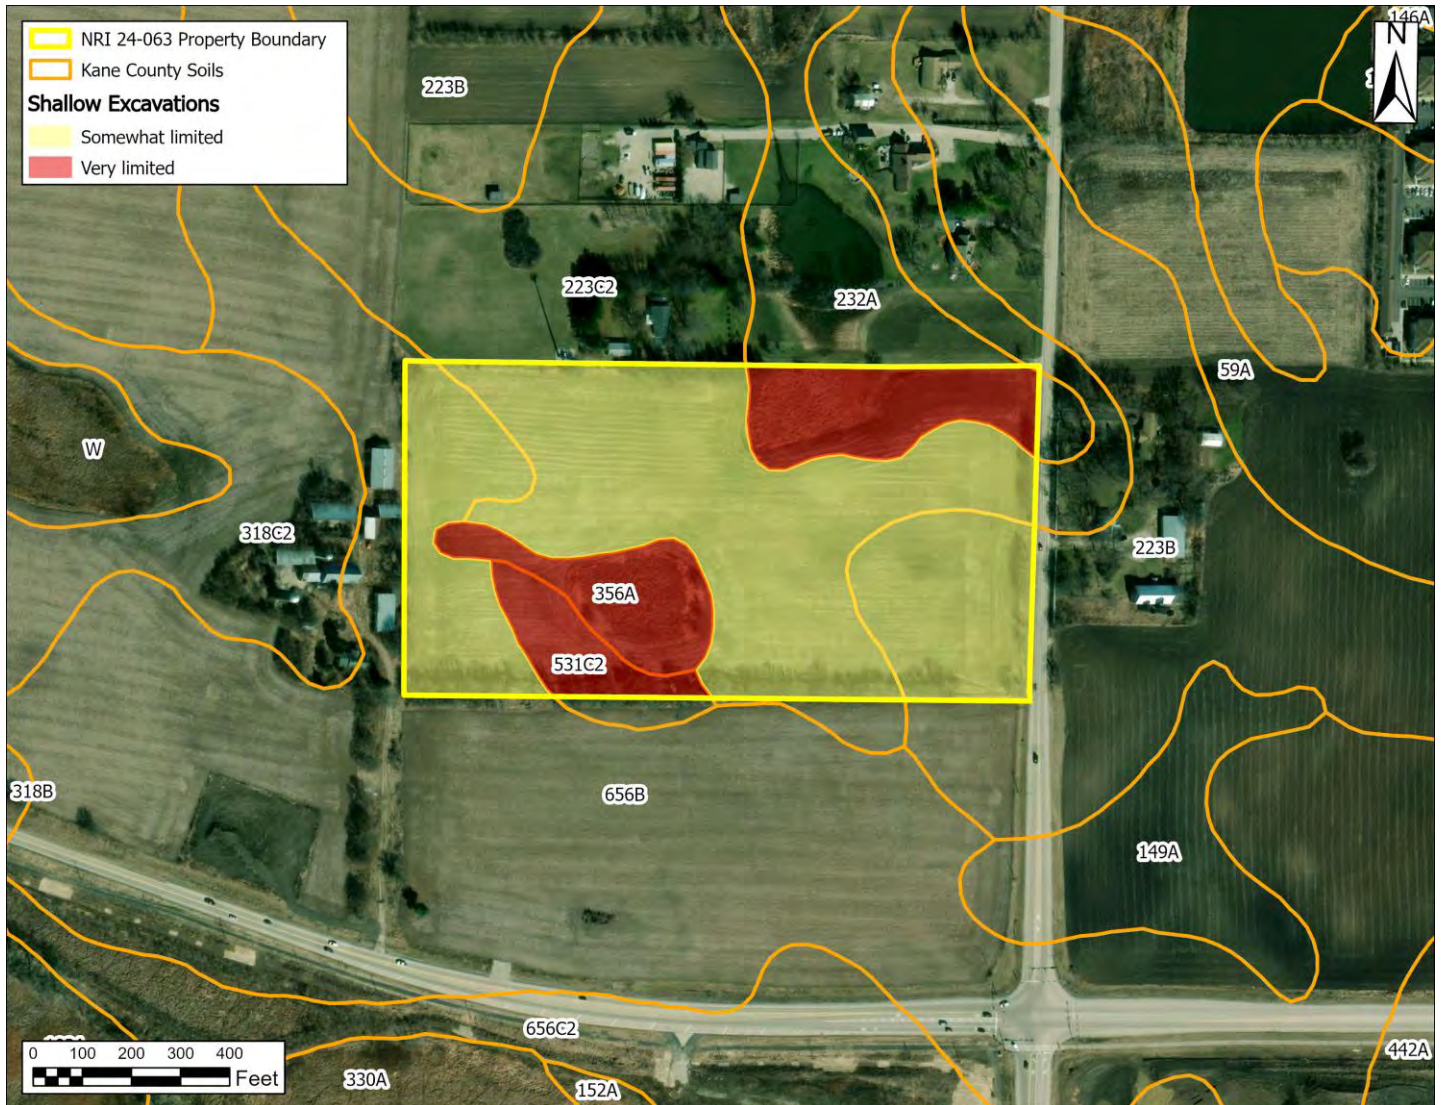 NRI 24-063 Property Boundary
Kane County Soils
Shallow Excavations
Somewhat limited
Very limited
146A
N
223B
223C2
232A
59A
W
318C2
223B
356A
531C2
318B
656B
149A
656C2
442A
330A
152A
0 100 200 300 400
Feet